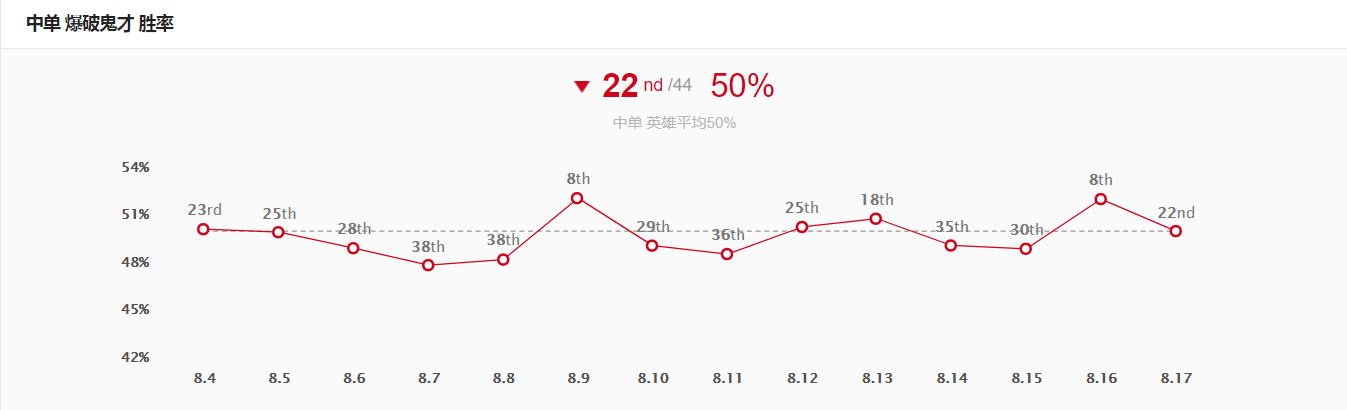 中单 爆破鬼才 胜率
22 nd /44 50%
中单 英雄平均50%
54%
51%
48%
45%
42%
23rd
25th
28th
38th
38th
8th
29th
36th
25th
18th
35th
30th
8th
22nd
8.4 8.5 8.6 8.7 8.8 8.9 8.10 8.11 8.12 8.13 8.14 8.15 8.16 8.17